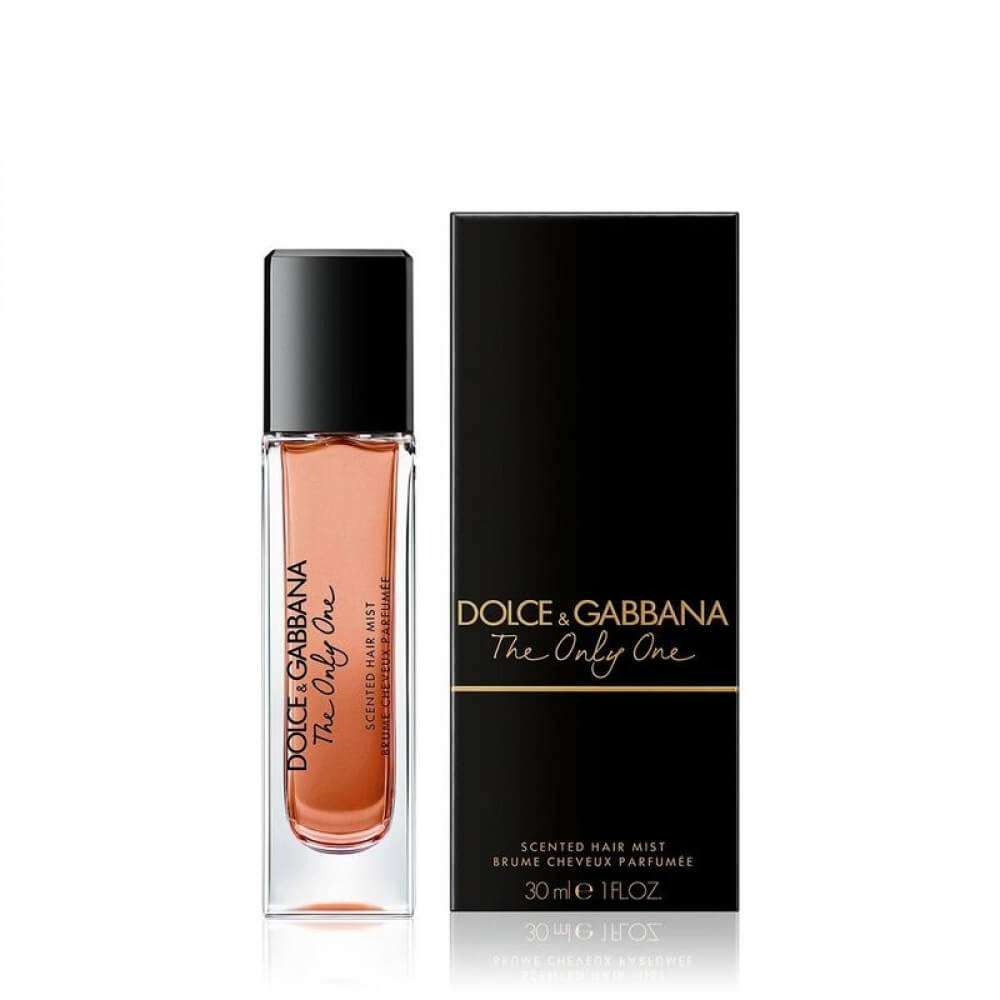 DOLCE & GABBANA
The Only One
SCENTED HAIR MIST
BRUME CHEVEUX PARFUMÉE
DOLCE & GABBANA
The Only One
SCENTED HAIR MIST
BRUME CHEVEUX PARFUMÉE
30 ml e 1 FL.OZ.